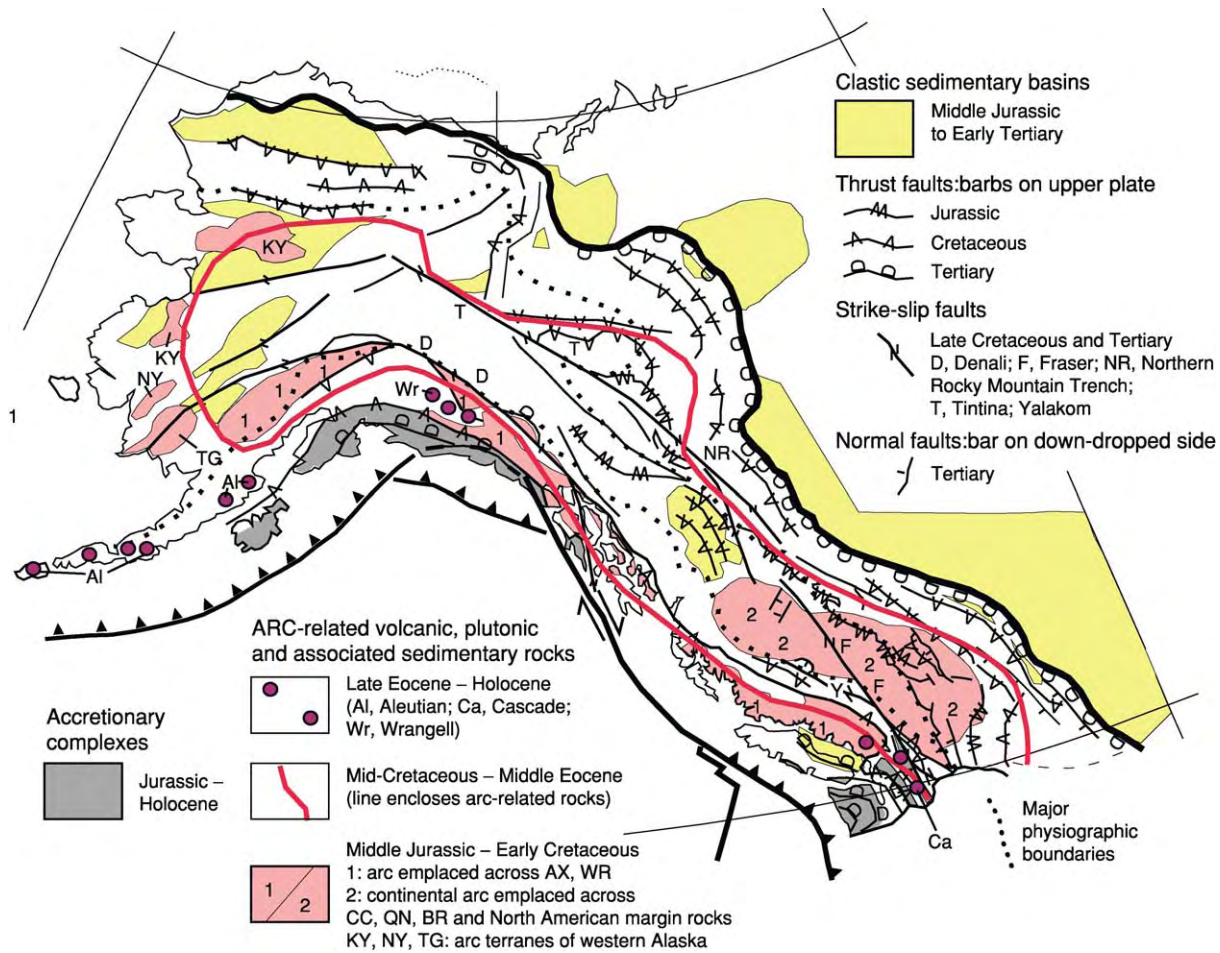 Clastic sedimentary basins
Middle Jurassic
to Early Tertiary
Thrust faults:barbs on upper plate
Jurassic
Cretaceous
Tertiary
Strike-slip faults
Late Cretaceous and Tertiary
D, Denali; F, Fraser; NR, Northern
Rocky Mountain Trench;
T, Tintina; Yalakom
Normal faults:bar on down-dropped side
Tertiary
KY
T
KY
T
D
NY
D
Wr
1
1
1
1
1
NR
TG
Al
Al
2
2
F
2
F
Y
2
1
1
ARC-related volcanic, plutonic
and associated sedimentary rocks
Late Eocene – Holocene
(Al, Aleutian; Ca, Cascade;
Wr, Wrangell)
Accretionary
complexes
Jurassic –
Holocene
Mid-Cretaceous – Middle Eocene
(line encloses arc-related rocks)
Middle Jurassic – Early Cretaceous
1
2
1: arc emplaced across AX, WR
2: continental arc emplaced across
CC, QN, BR and North American margin rocks
KY, NY, TG: arc terranes of western Alaska
Ca
Major
physiographic
boundaries